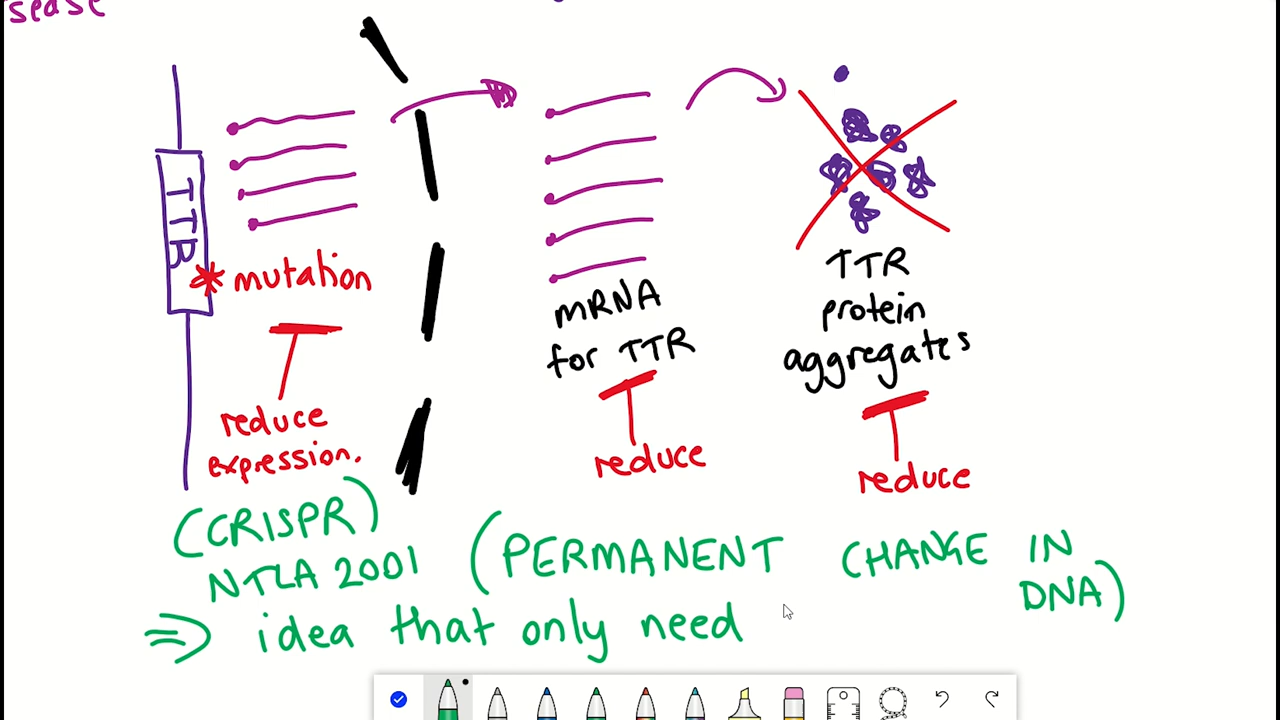 sease
TTR
* mutation
reduce
expression.
mRNA
for TTR
reduce
TTR
protein
aggregates
reduce
(CRISPR)
NTLA 2001 (PERMANENT CHANGE IN
DNA)
⇒ idea that only need